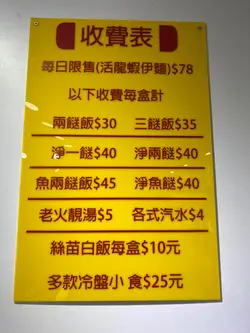 收費表
每日限售(活龍蝦伊麵)$78
以下收費每盒計
兩餸飯$30 三餸飯$35
淨一餸$40 淨兩餸$40
魚兩餸飯$45 淨魚餸$40
老火靚湯$5 各式汽水$4
絲苗白飯每盒$10元
多款冷盤小 食$25元